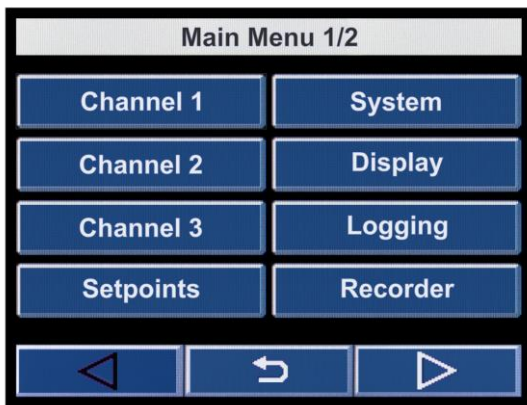 Main Menu 1/2
Channel 1 System
Channel 2 Display
Channel 3 Logging
Setpoints Recorder